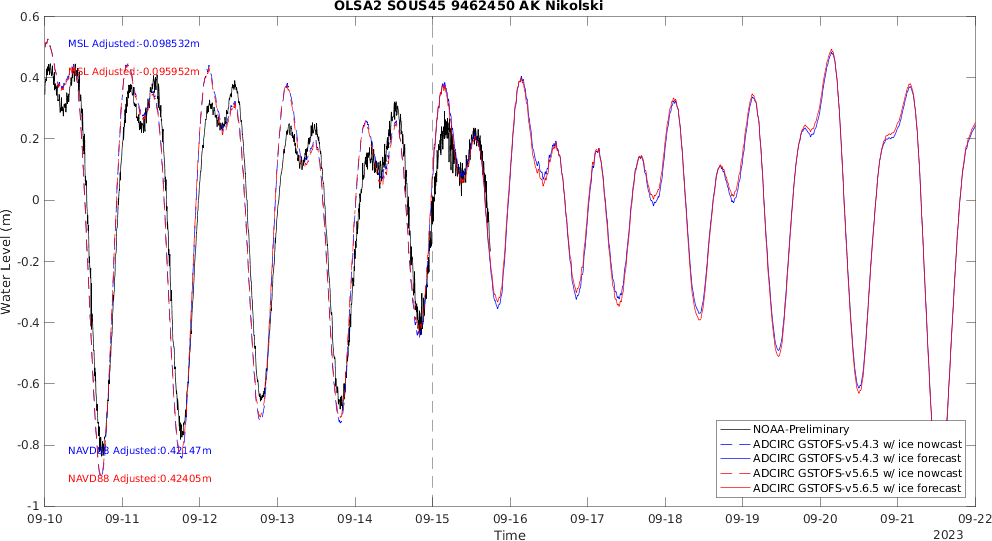 OLSA2 SOUS45 9462450 AK Nikolski
0.6
0.4
0.2
0
-0.2
-0.4
-0.6
-0.8
-1
Water Level (m)
MSL Adjusted:-0.098532m
MSL Adjusted:-0.095952m
NAVD88 Adjusted:0.42147m
NAVD88 Adjusted:0.42405m
NOAA-Preliminary
ADCIRC GSTOFS-v5.4.3 w/ ice nowcast
ADCIRC GSTOFS-v5.4.3 w/ ice forecast
ADCIRC GSTOFS-v5.6.5 w/ ice nowcast
ADCIRC GSTOFS-v5.6.5 w/ ice forecast
09-10 09-11 09-12 09-13 09-14 09-15 09-16 09-17 09-18 09-19 09-20 09-21 09-22
Time
2023